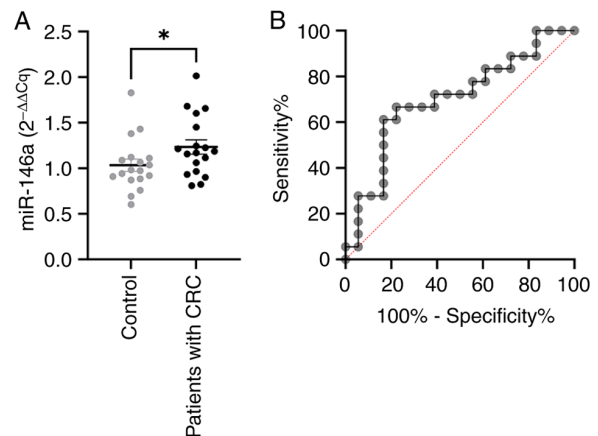 A
*
2.5
2.0
1.5
1.0
0.5
0.0
miR-146a (2−ΔΔCq)
Control
Patients with CRC
B
100
80
60
40
20
0
Sensitivity%
0 20 40 60 80 100
100% - Specificity%